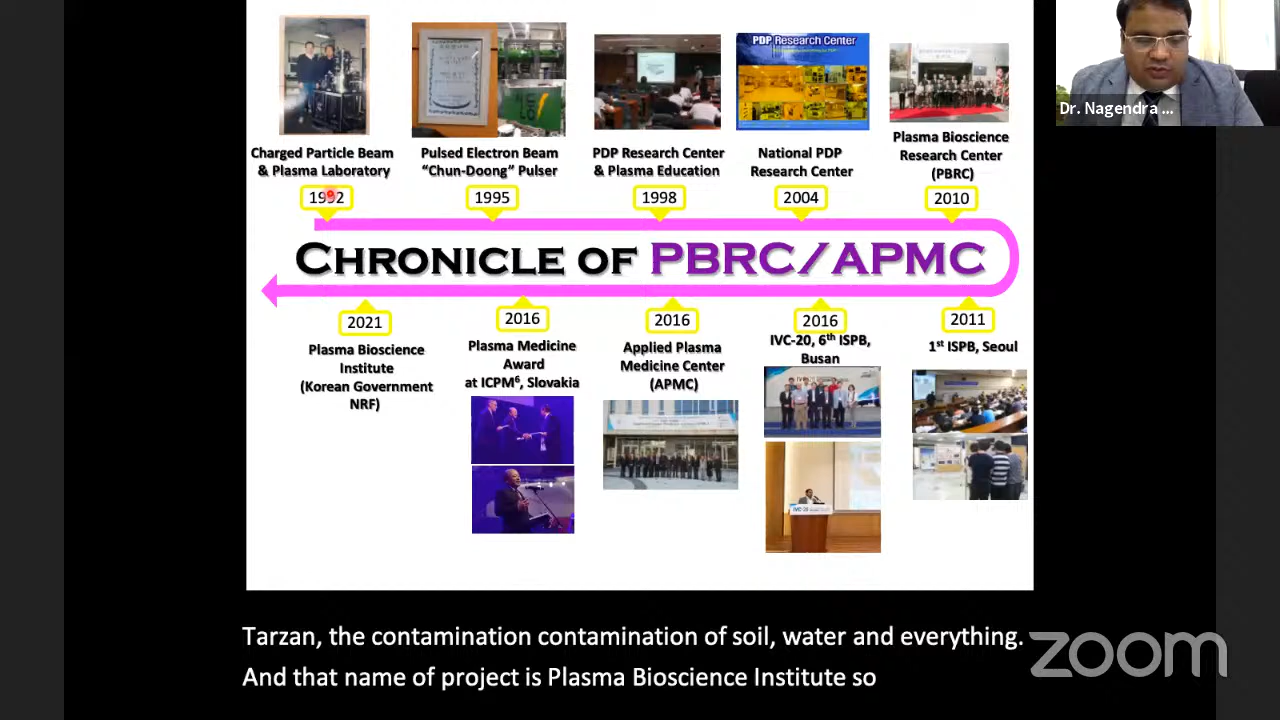 PDP Research Center
Dr. Nagendra ...
Charged Particle Beam
& Plasma Laboratory
1992
Pulsed Electron Beam
“Chun-Doong” Pulser
1995
PDP Research Center
& Plasma Education
1998
National PDP
Research Center
2004
Plasma Bioscience
Research Center
(PBRC)
2010
CHRONICLE OF PBRC/APMC
2021
Plasma Bioscience
Institute
(Korean Government
NRF)
2016
Plasma Medicine
Award
at ICPM⁶, Slovakia
2016
Applied Plasma
Medicine Center
(APMC)
2016
IVC-20, 6th ISPB,
Busan
2011
1st ISPB, Seoul
Tarzan, the contamination contamination of soil, water and everything.
And that name of project is Plasma Bioscience Institute so
zoom